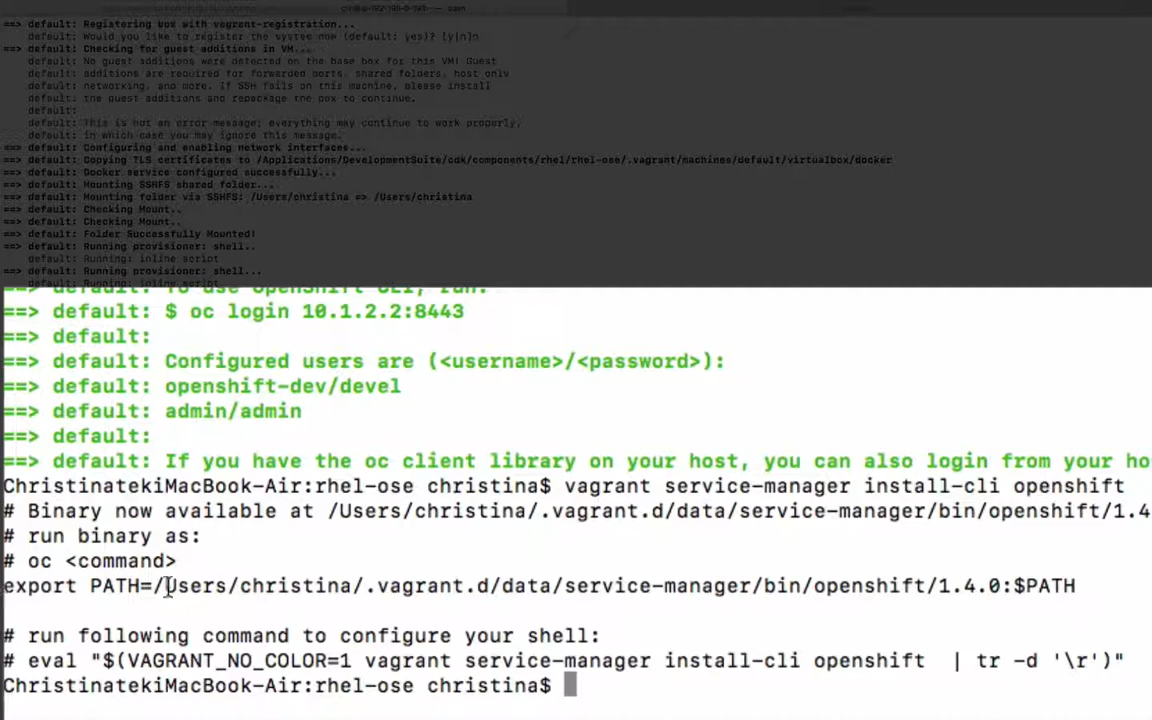 ==> default: Registering box with vagrant-registration...
default: Would you like to register the system now (default: yes)? [y|n]n
==> default: Checking for guest additions in VM...
default: No guest additions were detected on the base box for this VM! Guest
default: additions are required for forwarded ports, shared folders, host only
default: networking, and more. If SSH fails on this machine, please install
default: the guest additions and repackage the box to continue.
default:
default: This is not an error message; everything may continue to work properly,
default: in which case you may ignore this message.
==> default: Configuring and enabling network interfaces...
==> default: Copying TLS certificates to /Applications/DevelopmentSuite/cdk/components/rhel/rhel-ose/.vagrant/machines/default/virtualbox/docker
==> default: Docker service configured successfully...
==> default: Mounting SSHFS shared folder...
==> default: Mounting folder via SSHFS: /Users/christina => /Users/christina
==> default: Checking Mount..
==> default: Checking Mount..
==> default: Folder Successfully Mounted!
==> default: Running provisioner: shell...
default: Running: inline script
==> default: Running provisioner: shell...
default: Running: inline script
==> default: To use OpenShift CLI, run:
==> default: $ oc login 10.1.2.2:8443
==> default:
==> default: Configured users are (<username>/<password>):
==> default: openshift-dev/devel
==> default: admin/admin
==> default:
==> default: If you have the oc client library on your host, you can also login from your ho
ChristinatekiMacBook-Air:rhel-ose christina$ vagrant service-manager install-cli openshift
# Binary now available at /Users/christina/.vagrant.d/data/service-manager/bin/openshift/1.4
# run binary as:
# oc <command>
export PATH=/Users/christina/.vagrant.d/data/service-manager/bin/openshift/1.4.0:$PATH
# run following command to configure your shell:
# eval "$(VAGRANT_NO_COLOR=1 vagrant service-manager install-cli openshift  | tr -d '\r')"
ChristinatekiMacBook-Air:rhel-ose christina$